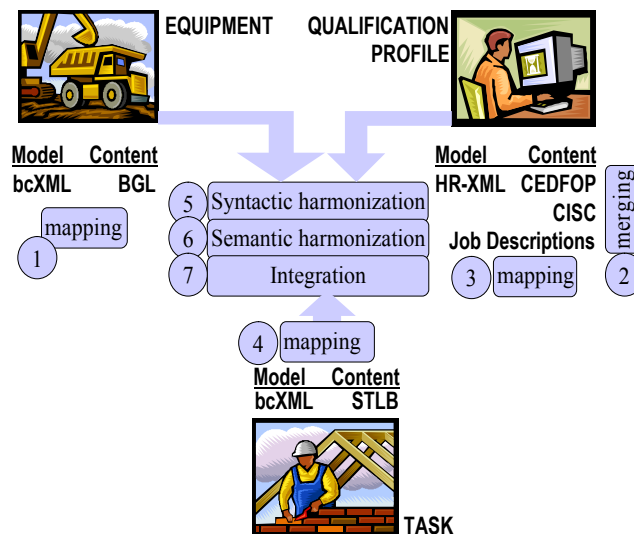 EQUIPMENT
QUALIFICATION
PROFILE
Model Content
bcXML BGL
mapping
1
Model Content
HR-XML CEDFOP
CISC
Job Descriptions
merging
2
3 mapping
5 Syntactic harmonization
6 Semantic harmonization
7 Integration
4 mapping
Model Content
bcXML STLB
TASK